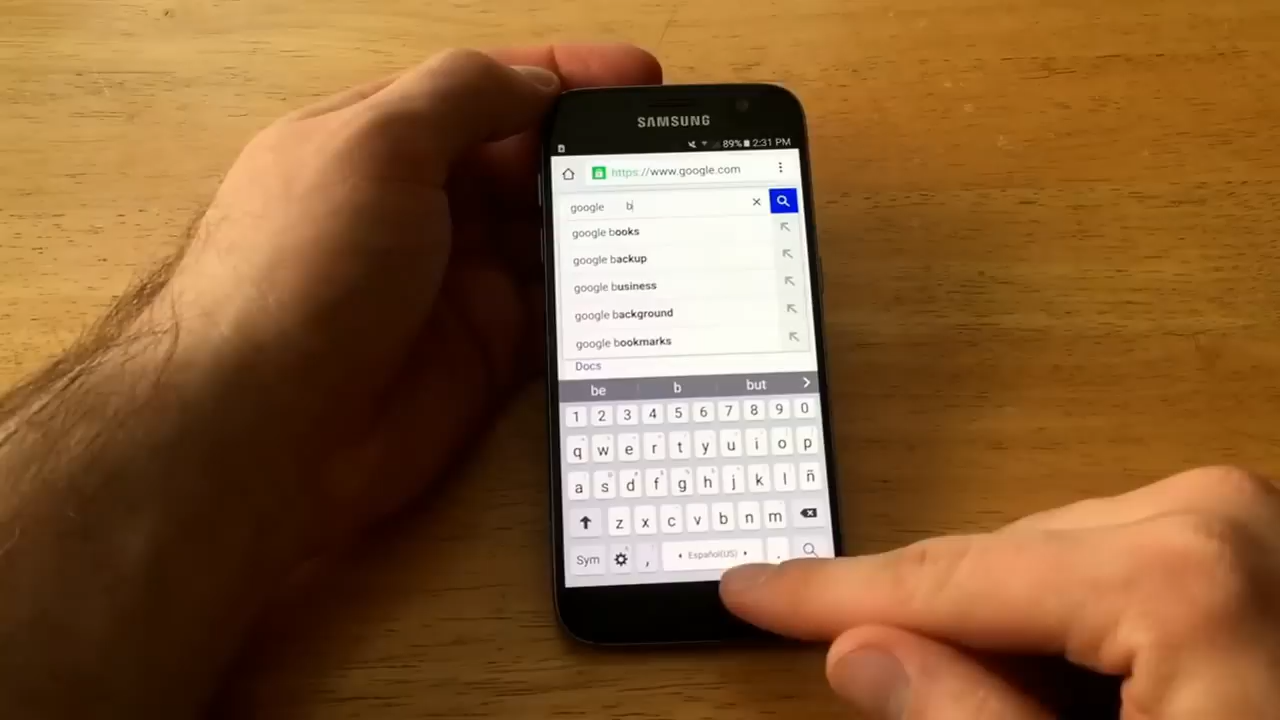 SAMSUNG
89% 2:31 PM
https://www.google.com
google b
google books
google backup
google business
google background
google bookmarks
Docs
be b but
1 2 3 4 5 6 7 8 9 0
q w e r t y u i o p
a s d f g h j k l ñ
z x c v b n m
Sym , Español(US) .